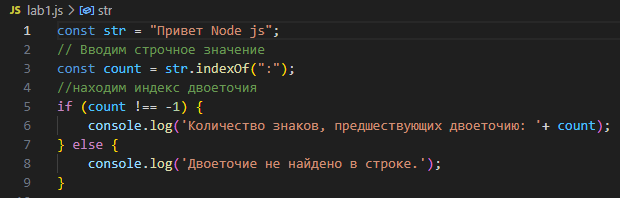 JS lab1.js > str
1 const str = "Привет Node js";
2 // Вводим строчное значение
3 const count = str.indexOf(":");
4 //находим индекс двоеточия
5 if (count !== -1) {
6     console.log('Количество знаков, предшествующих двоеточию: '+ count);
7 } else {
8     console.log('Двоеточие не найдено в строке.');
9 }